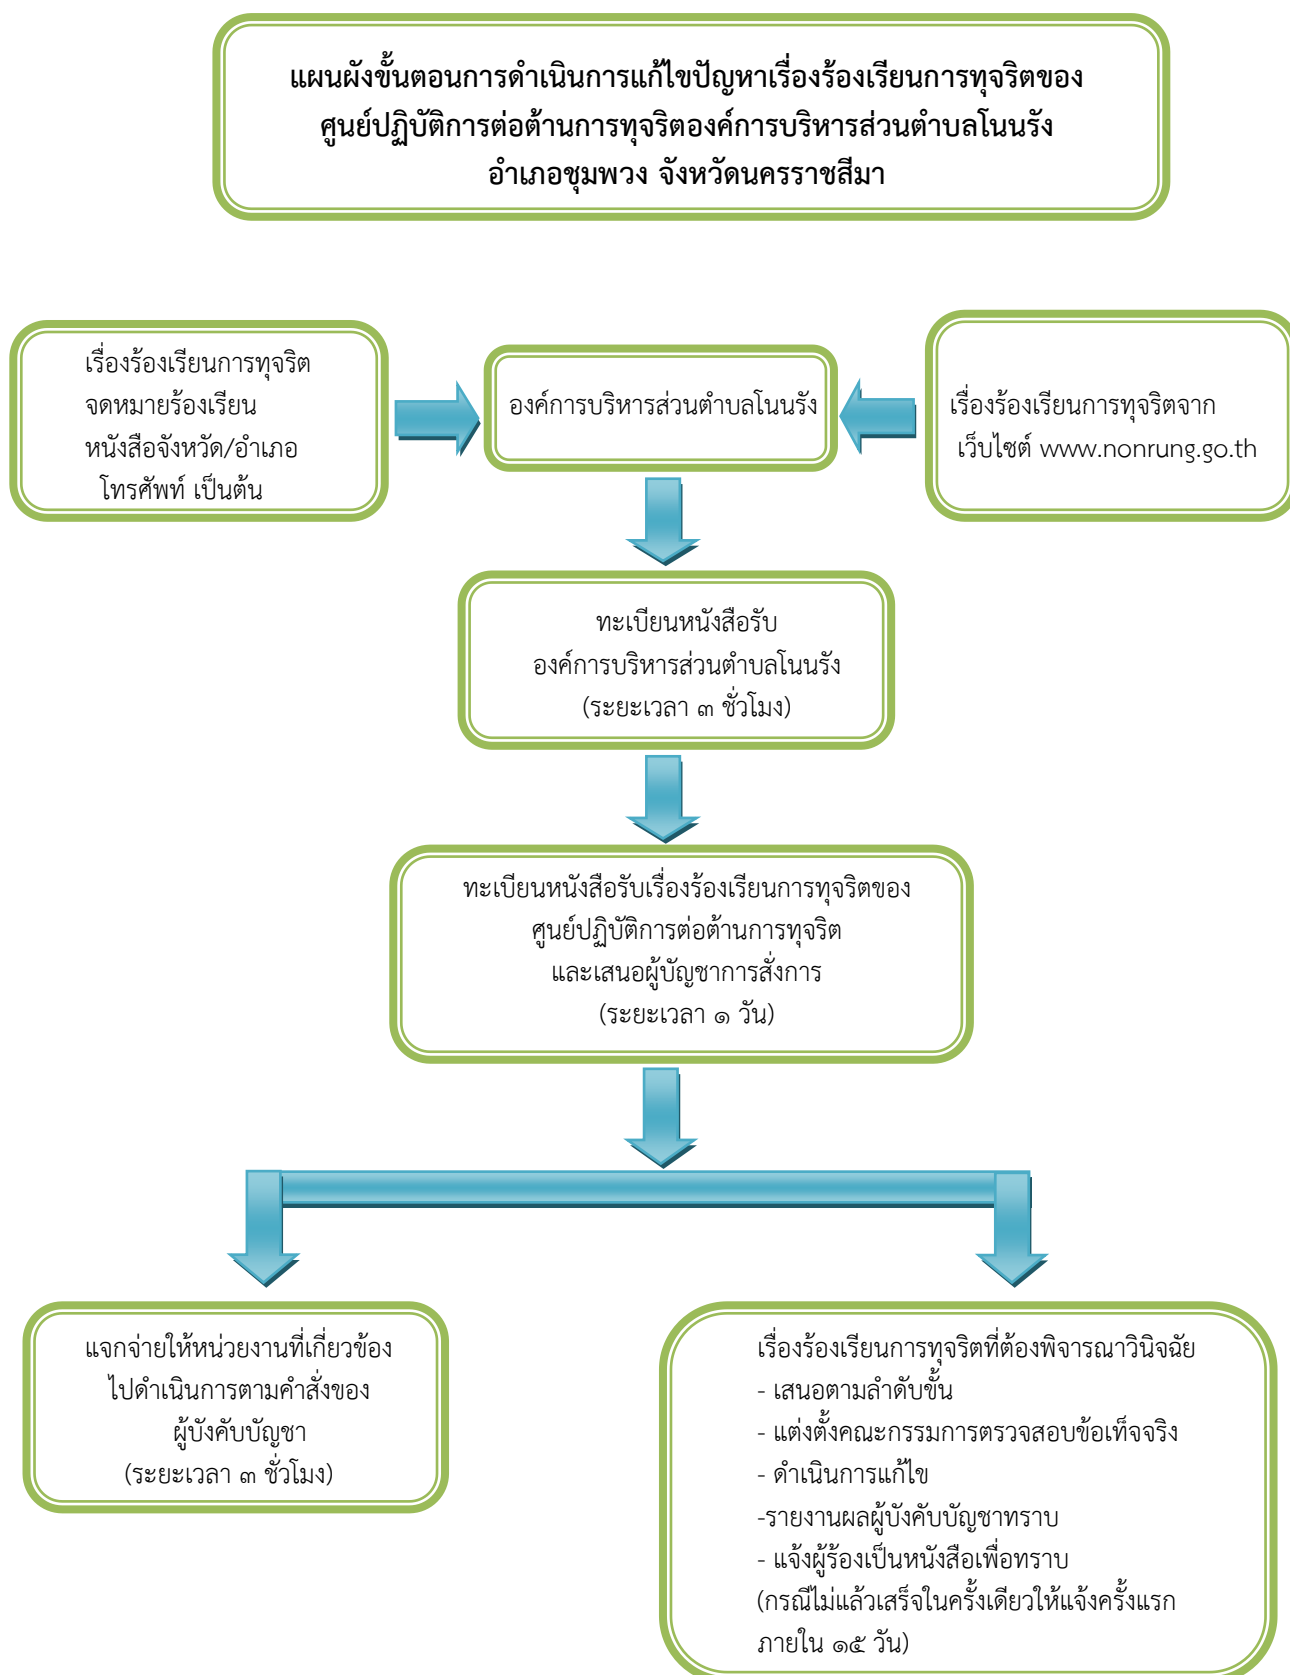 แผนผังขั้นตอนการดำเนินการแก้ไขปัญหาเรื่องร้องเรียนการทุจริตของ
ศูนย์ปฏิบัติการต่อต้านการทุจริตองค์การบริหารส่วนตำบลโนนรัง
อำเภอชุมพวง จังหวัดนครราชสีมา
เรื่องร้องเรียนการทุจริต
จดหมายร้องเรียน
หนังสือจังหวัด/อำเภอ
โทรศัพท์ เป็นต้น
องค์การบริหารส่วนตำบลโนนรัง
เรื่องร้องเรียนการทุจริตจาก
เว็บไซต์ www.nonrung.go.th
ทะเบียนหนังสือรับ
องค์การบริหารส่วนตำบลโนนรัง
(ระยะเวลา ๓ ชั่วโมง)
ทะเบียนหนังสือรับเรื่องร้องเรียนการทุจริตของ
ศูนย์ปฏิบัติการต่อต้านการทุจริต
และเสนอผู้บัญชาการสั่งการ
(ระยะเวลา ๑ วัน)
แจกจ่ายให้หน่วยงานที่เกี่ยวข้อง
ไปดำเนินการตามคำสั่งของ
ผู้บังคับบัญชา
(ระยะเวลา ๓ ชั่วโมง)
เรื่องร้องเรียนการทุจริตที่ต้องพิจารณาวินิจฉัย
- เสนอตามลำดับขั้น
- แต่งตั้งคณะกรรมการตรวจสอบข้อเท็จจริง
- ดำเนินการแก้ไข
-รายงานผลผู้บังคับบัญชาทราบ
- แจ้งผู้ร้องเป็นหนังสือเพื่อทราบ
(กรณีไม่แล้วเสร็จในครั้งเดียวให้แจ้งครั้งแรก
ภายใน ๑๕ วัน)